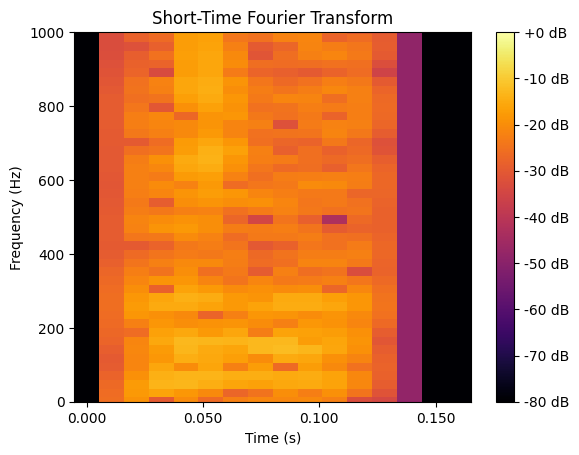 Short-Time Fourier Transform
1000
800
600
400
200
0
Frequency (Hz)
0.000
0.050
0.100
0.150
Time (s)
+0 dB
-10 dB
-20 dB
-30 dB
-40 dB
-50 dB
-60 dB
-70 dB
-80 dB